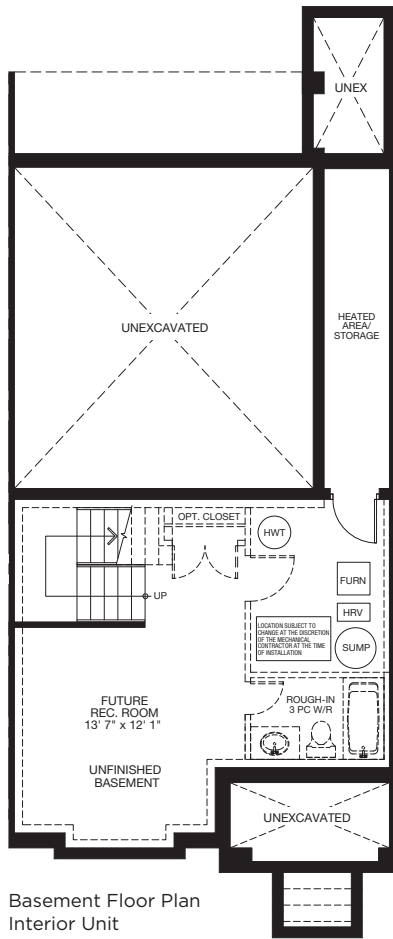 UNEX
UNEXCAVATED
HEATED
AREA/
STORAGE
OPT. CLOSET
HWT
UP
FURN
HRV
LOCATION SUBJECT TO
CHANGE AT THE DISCRETION
OF THE MECHANICAL
CONTRACTOR AT THE TIME
OF INSTALLATION
SUMP
FUTURE
REC. ROOM
13' 7" x 12' 1"
ROUGH-IN
3 PC W/R
UNFINISHED
BASEMENT
UNEXCAVATED
Basement Floor Plan
Interior Unit